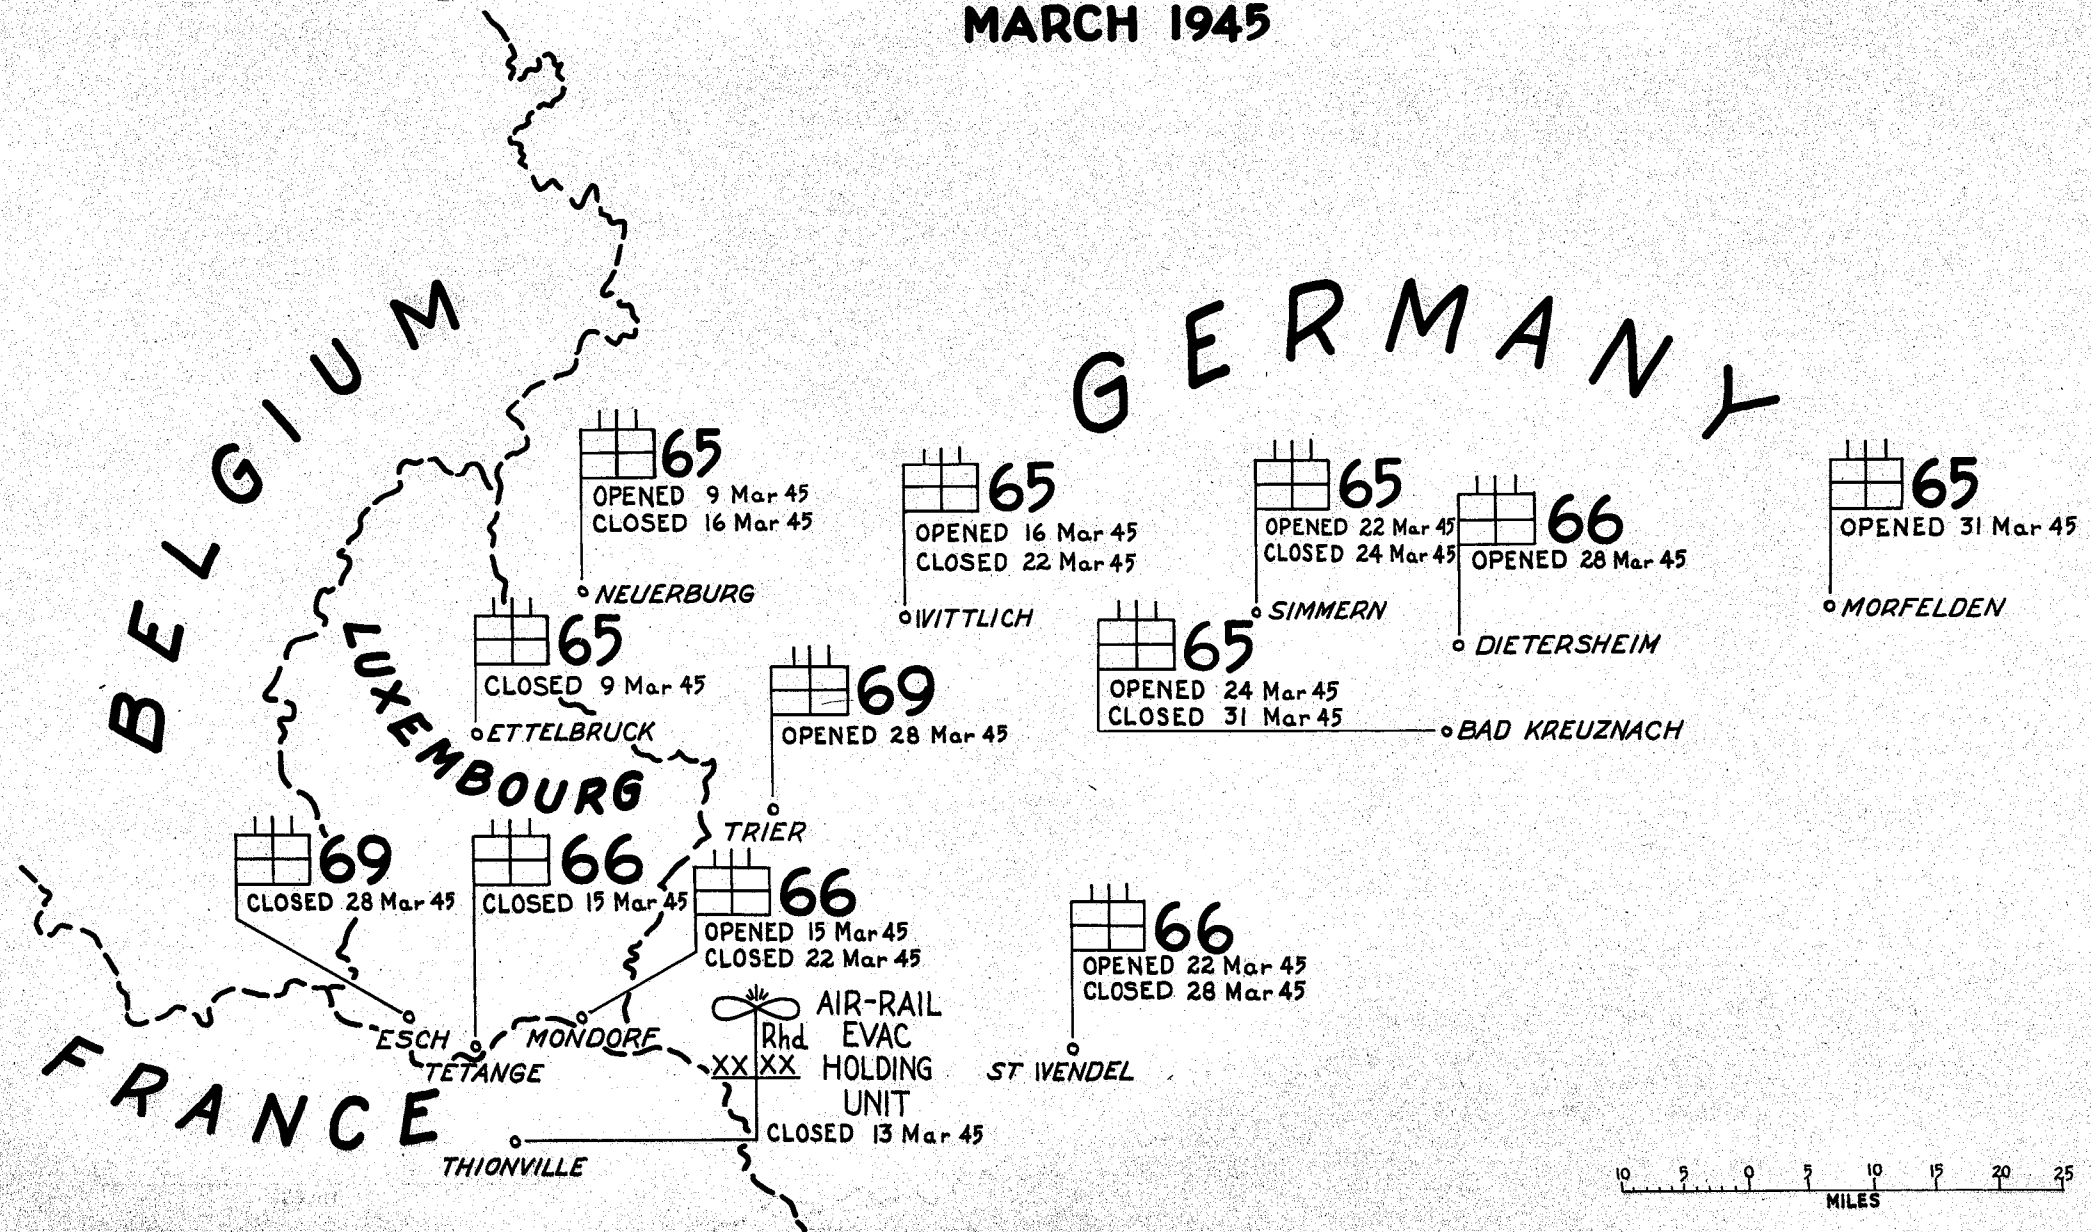 MARCH 1945
BELGIUM
GERMANY
LUXEMBOURG
FRANCE
65
OPENED 9 Mar 45
CLOSED 16 Mar 45
NEUERBURG
65
OPENED 16 Mar 45
CLOSED 22 Mar 45
WITTLICH
65
OPENED 22 Mar 45
CLOSED 24 Mar 45
SIMMERN
66
OPENED 28 Mar 45
DIETERSHEIM
65
OPENED 31 Mar 45
MORFELDEN
65
CLOSED 9 Mar 45
ETTELBRUCK
69
OPENED 28 Mar 45
TRIER
65
OPENED 24 Mar 45
CLOSED 31 Mar 45
BAD KREUZNACH
69
CLOSED 28 Mar 45
ESCH
66
CLOSED 15 Mar 45
TETANGE
66
OPENED 15 Mar 45
CLOSED 22 Mar 45
MONDORF
66
OPENED 22 Mar 45
CLOSED 28 Mar 45
ST WENDEL
AIR-RAIL
Rhd EVAC
XX XX HOLDING
UNIT
CLOSED 13 Mar 45
THIONVILLE
10 5 0 5 10 15 20 25
MILES